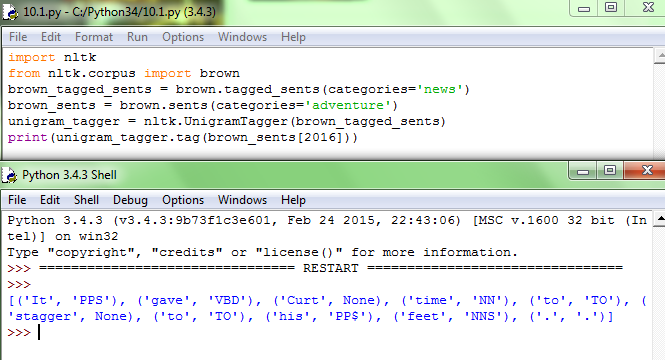 10.1.py - C:/Python34/10.1.py (3.4.3)
File Edit Format Run Options Windows Help
import nltk
from nltk.corpus import brown
brown_tagged_sents = brown.tagged_sents(categories='news')
brown_sents = brown.sents(categories='adventure')
unigram_tagger = nltk.UnigramTagger(brown_tagged_sents)
print(unigram_tagger.tag(brown_sents[2016]))
Python 3.4.3 Shell
File Edit Shell Debug Options Windows Help
Python 3.4.3 (v3.4.3:9b73f1c3e601, Feb 24 2015, 22:43:06) [MSC v.1600 32 bit (In
tel)] on win32
Type "copyright", "credits" or "license()" for more information.
>>> ================================ RESTART ================================
>>>
[('It', 'PPS'), ('gave', 'VBD'), ('Curt', None), ('time', 'NN'), ('to', 'TO'), (
'stagger', None), ('to', 'TO'), ('his', 'PP$'), ('feet', 'NNS'), ('.', '.')]
>>>